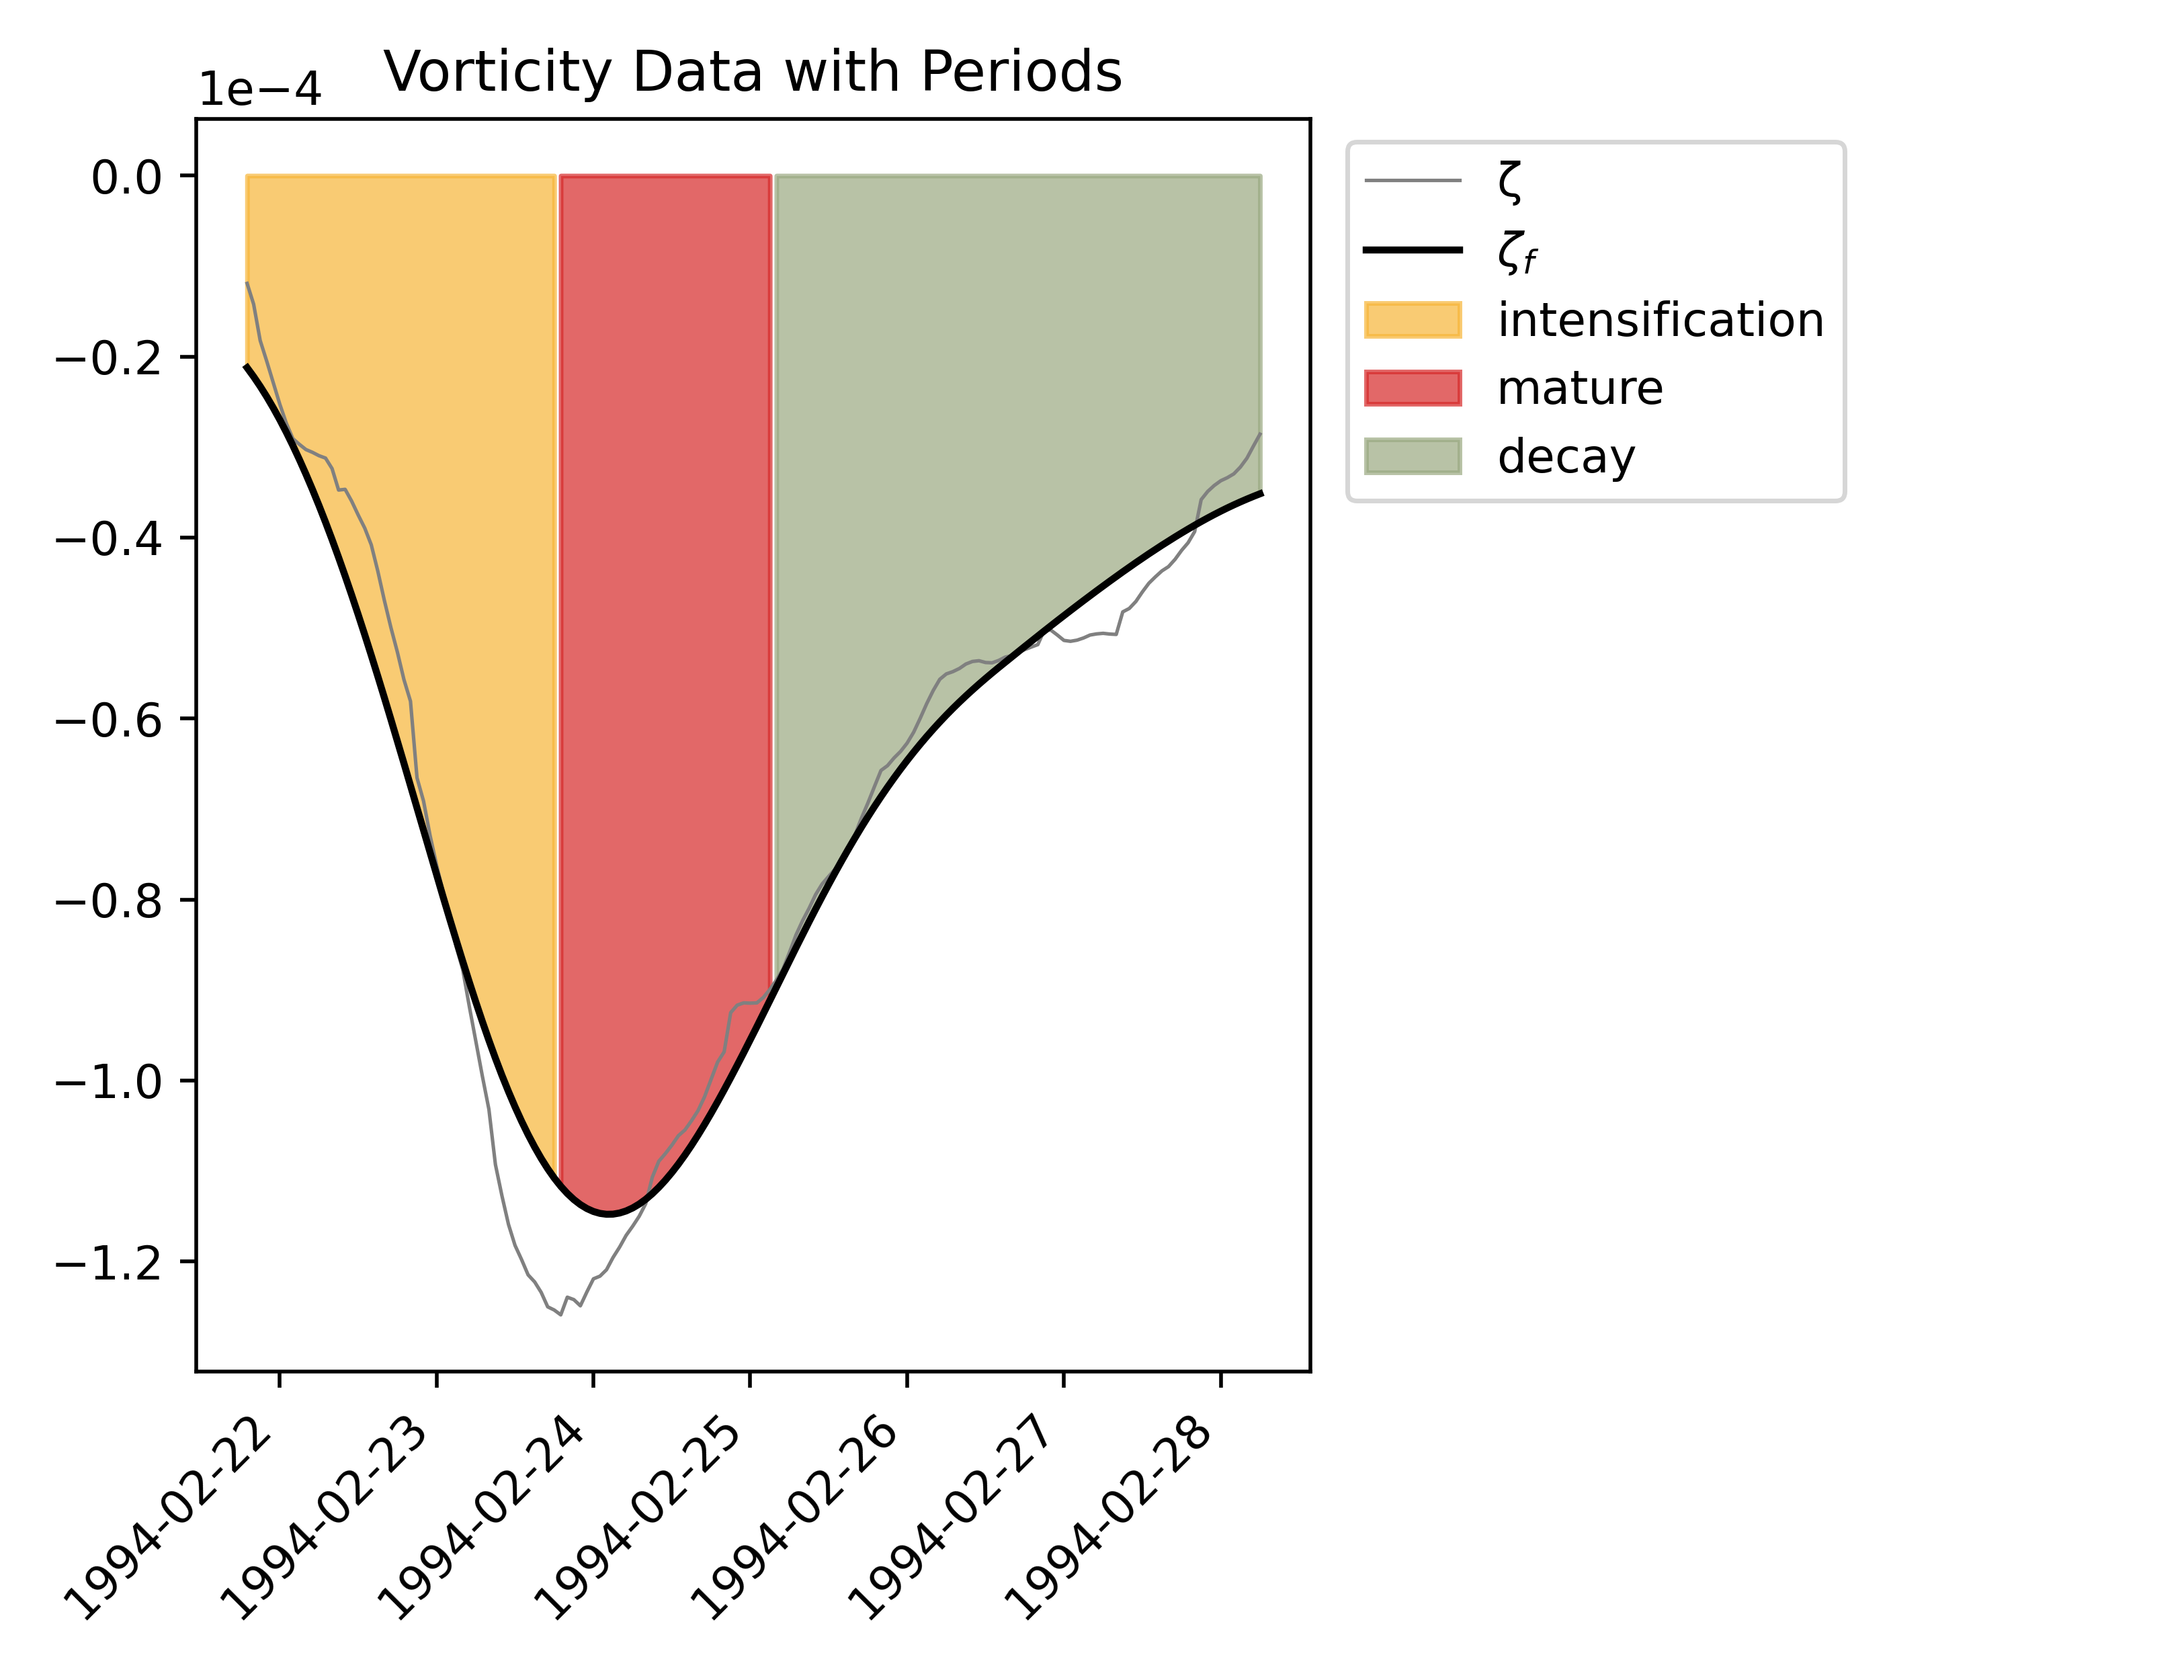 Vorticity Data with Periods
1e−4
0.0
−0.2
−0.4
−0.6
−0.8
−1.0
−1.2
1994-02-22
1994-02-23
1994-02-24
1994-02-25
1994-02-26
1994-02-27
1994-02-28
ζ
ζf
intensification
mature
decay